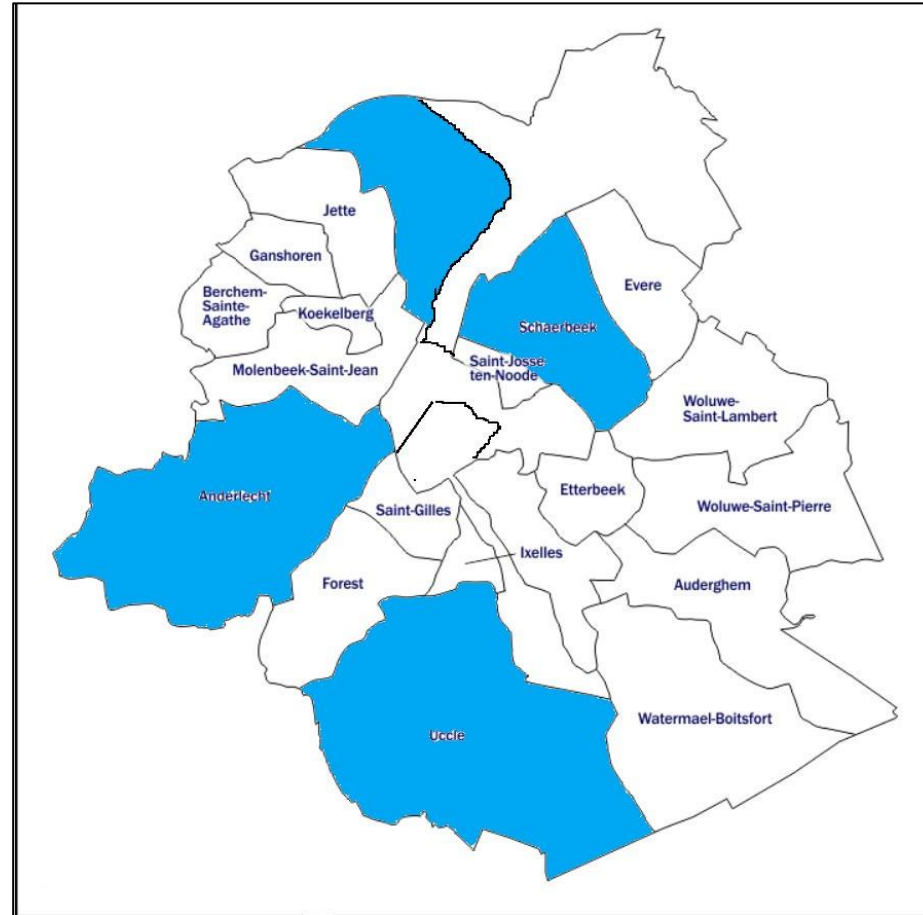 Jette
Ganshoren
Evere
Berchem-
Sainte-
Agathe
Koekelberg
Schaerbeek
Molenbeek-Saint-Jean
Saint-Josse
ten-Noode
Woluwe-
Saint-Lambert
Anderlecht
Etterbeek
Woluwe-Saint-Pierre
Saint-Gilles
Ixelles
Forest
Auderghem
Watermael-Boitsfort
Uccle